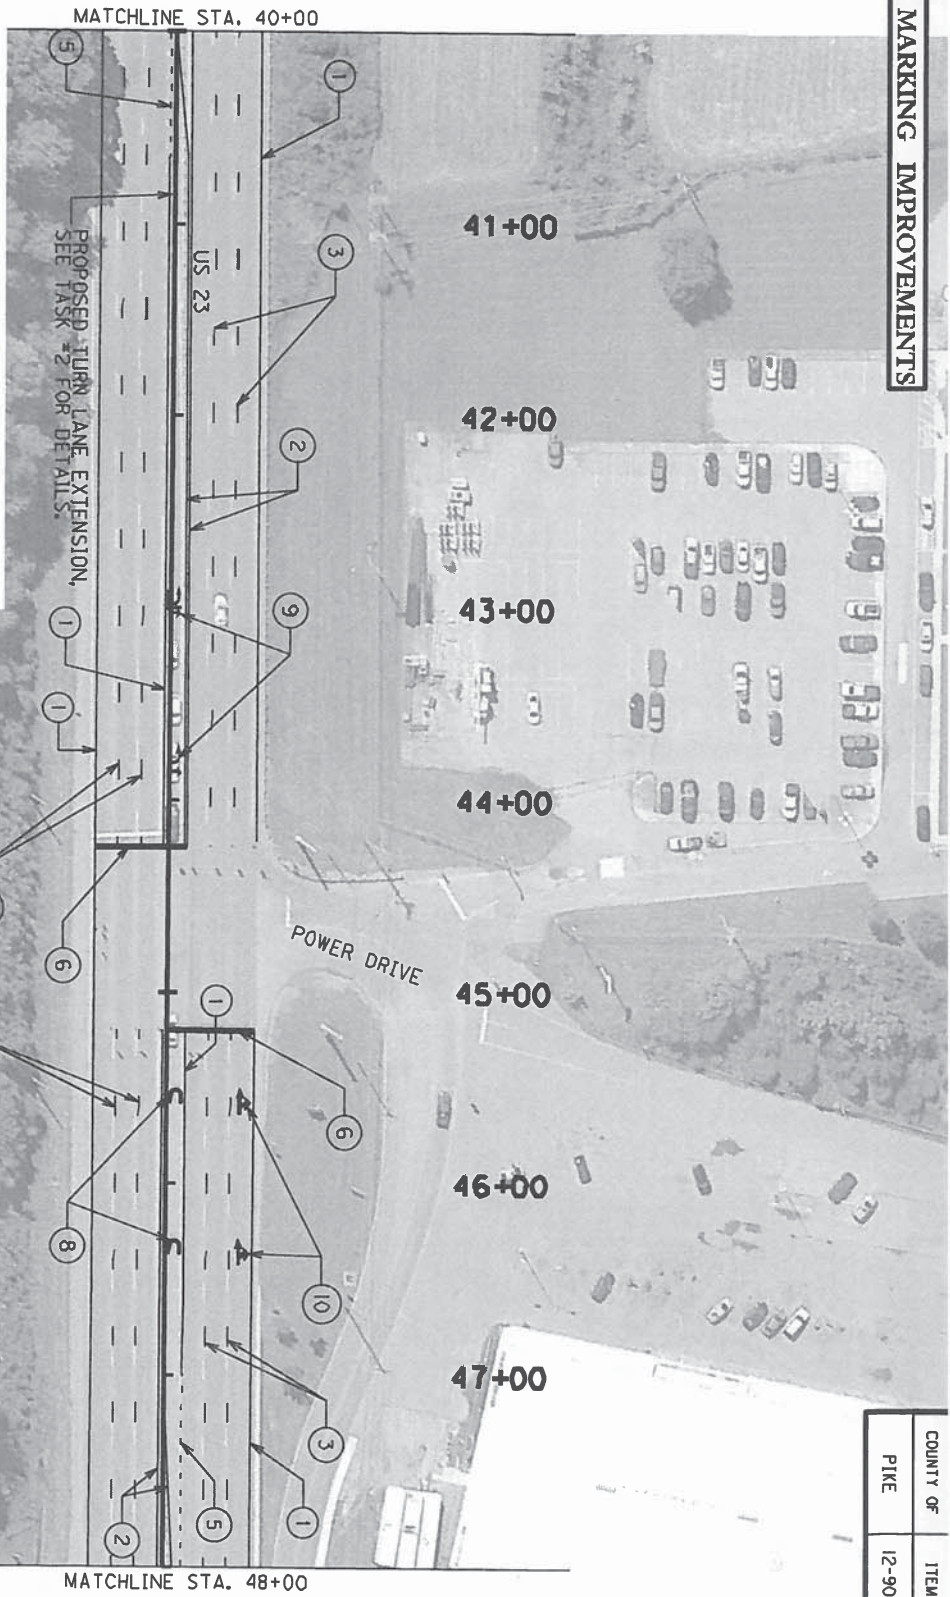 MATCHLINE STA. 40+00
MARKING IMPROVEMENTS
5
1
41+00
3
US 23
PROPOSED TURN LANE EXTENSION,
SEE TASK #2 FOR DETAILS.
42+00
2
43+00
9
1
1
44+00
6
POWER DRIVE
45+00
1
6
46+00
8
10
47+00
3
1
5
2
COUNTY OF
ITEM
PIKE
12-90
MATCHLINE STA. 48+00